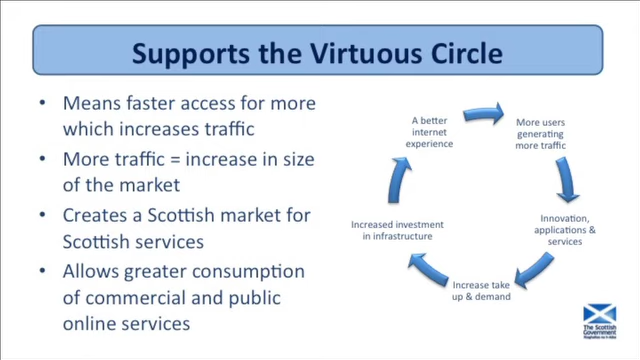 Supports the Virtuous Circle
• Means faster access for more
which increases traffic
• More traffic = increase in size
of the market
• Creates a Scottish market for
Scottish services
• Allows greater consumption
of commercial and public
online services
A better
internet
experience
More users
generating
more traffic
Innovation,
applications &
services
Increase take
up & demand
Increased investment
in infrastructure
The Scottish
Government